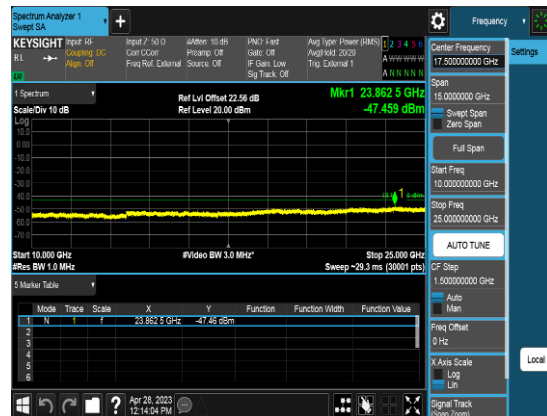 Spectrum Analyzer 1
Swept SA
+
Frequency
KEYSIGHT
Input: RF
Coupling: DC
Align: Off
Input Z: 50 Ω
Corr CCorr
Freq Ref: External
#Atten: 10 dB
Preamp: Off
Source: Off
PNO: Fast
Gate: Off
IF Gain: Low
Sig Track: Off
Avg Type: Power (RMS)
Avg|Hold: 20/20
Trig: External 1
1 2 3 4 5 6
A W W W W W
A N N N N N
R L
Center Frequency
17.500000000 GHz
Settings
Span
15.0000000 GHz
Swept Span
Zero Span
Full Span
Start Freq
10.000000000 GHz
Stop Freq
25.000000000 GHz
AUTO TUNE
CF Step
1.500000000 GHz
Auto
Man
Freq Offset
0 Hz
X Axis Scale
Log
Lin
Signal Track
(Span Zoom)
Local
1 Spectrum
Scale/Div 10 dB
Log
Ref Lvl Offset 22.56 dB
Ref Level 20.00 dBm
Mkr1 23.862 5 GHz
-47.459 dBm
10.0
0.00
-10.0
-20.0
-30.0
-40.0
-50.0
-60.0
-70.0
1
Start 10.000 GHz
#Res BW 1.0 MHz
#Video BW 3.0 MHz*
Stop 25.000 GHz
Sweep ~29.3 ms (30001 pts)
5 Marker Table
Mode Trace Scale X Y Function Function Width Function Value
1 N 1 f 23.862 5 GHz -47.46 dBm
2
3
4
5
6
?
Apr 28, 2023
12:14:04 PM